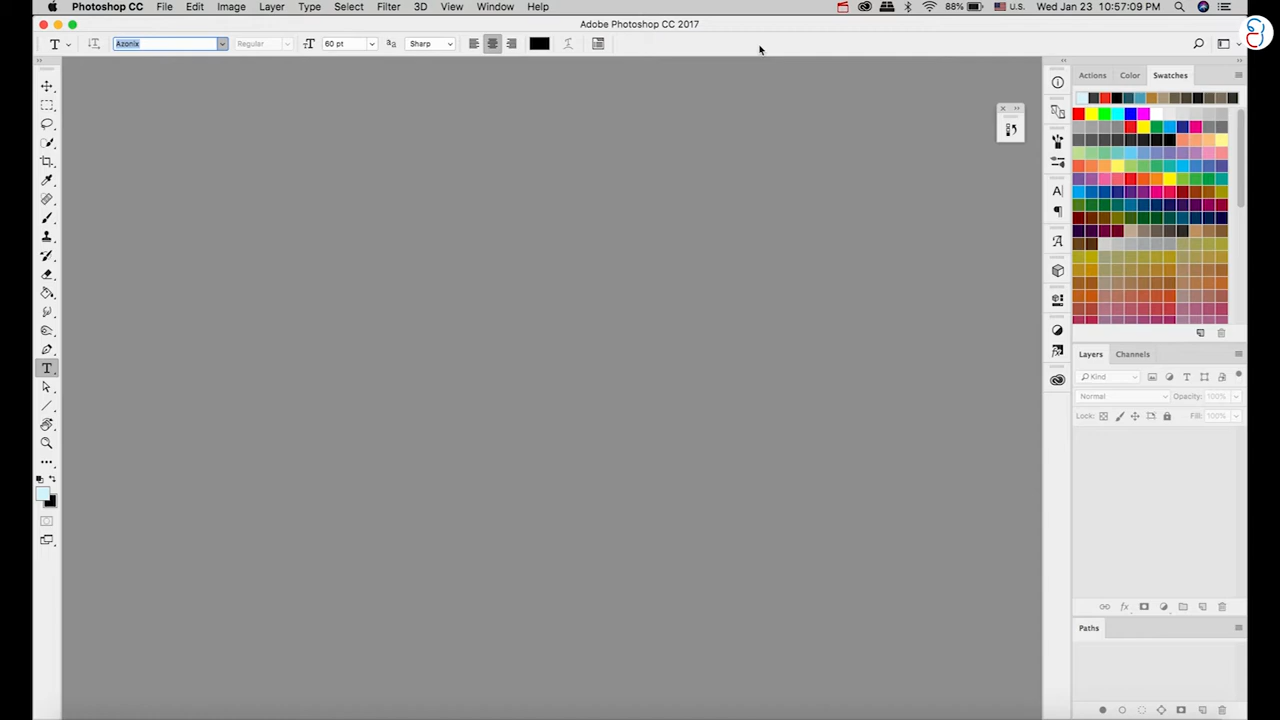 Photoshop CC File Edit Image Layer Type Select Filter 3D View Window Help 88% U.S. Wed Jan 23 10:57:09 PM
Adobe Photoshop CC 2017
T Azonix Regular 60 pt Sharp
Actions Color Swatches
Layers Channels
Kind
Normal Opacity: 100%
Lock: Fill: 100%
Paths